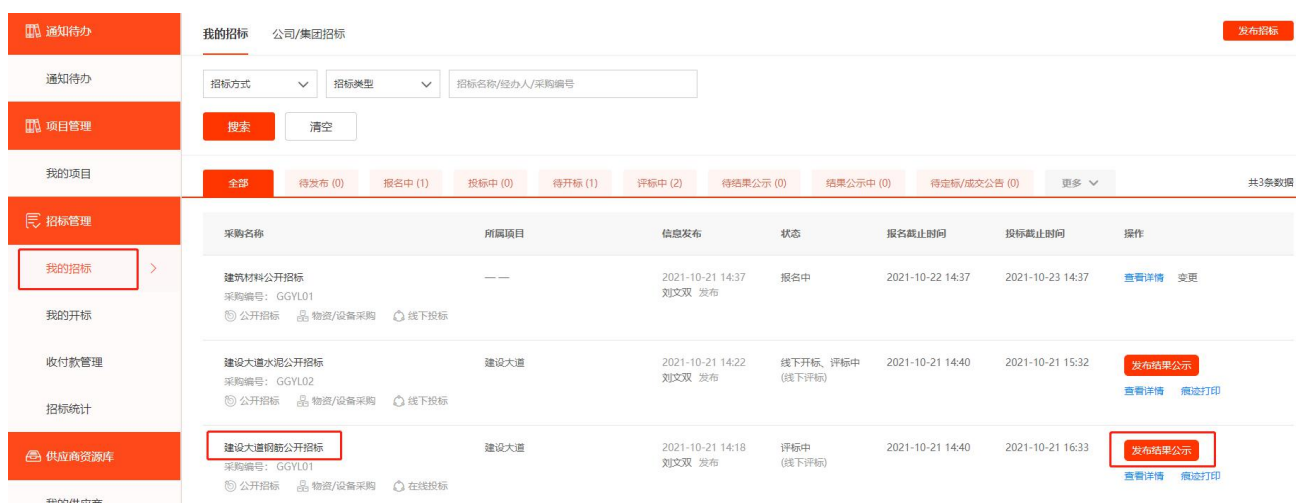 通知待办
通知待办
项目管理
我的项目
招标管理
我的招标
我的开标
收付款管理
招标统计
供应商资源库
我的供应商
我的招标 公司/集团招标 发布招标
招标方式 招标类型 招标名称/经办人/采购编号
搜索 清空
全部 待发布 (0) 报名中 (1) 投标中 (0) 待开标 (1) 评标中 (2) 待结果公示 (0) 结果公示中 (0) 待定标/成交公告 (0) 更多 共3条数据
采购名称 所属项目 信息发布 状态 报名截止时间 投标截止时间 操作
建筑材料公开招标 —— 2021-10-21 14:37 报名中 2021-10-22 14:37 2021-10-23 14:37 查看详情 变更
采购编号： GGYL01 刘文双 发布
公开招标 物资/设备采购 线下投标
建设大道水泥公开招标 建设大道 2021-10-21 14:22 线下开标、评标中 2021-10-21 14:40 2021-10-21 15:32 发布结果公示
采购编号： GGYL02 刘文双 发布 (线下评标)
公开招标 物资/设备采购 线下投标 查看详情 痕迹打印
建设大道钢筋公开招标 建设大道 2021-10-21 14:18 评标中 2021-10-21 14:40 2021-10-21 16:33 发布结果公示
采购编号： GGYL01 刘文双 发布 (线下评标)
公开招标 物资/设备采购 在线投标 查看详情 痕迹打印